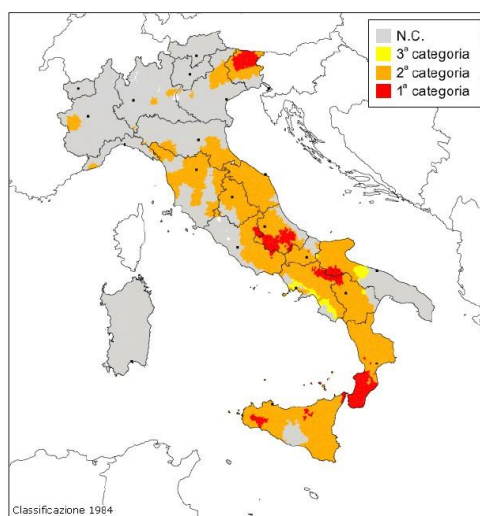 N.C.
3ª categoria
2ª categoria
1ª categoria
Classificazione 1984